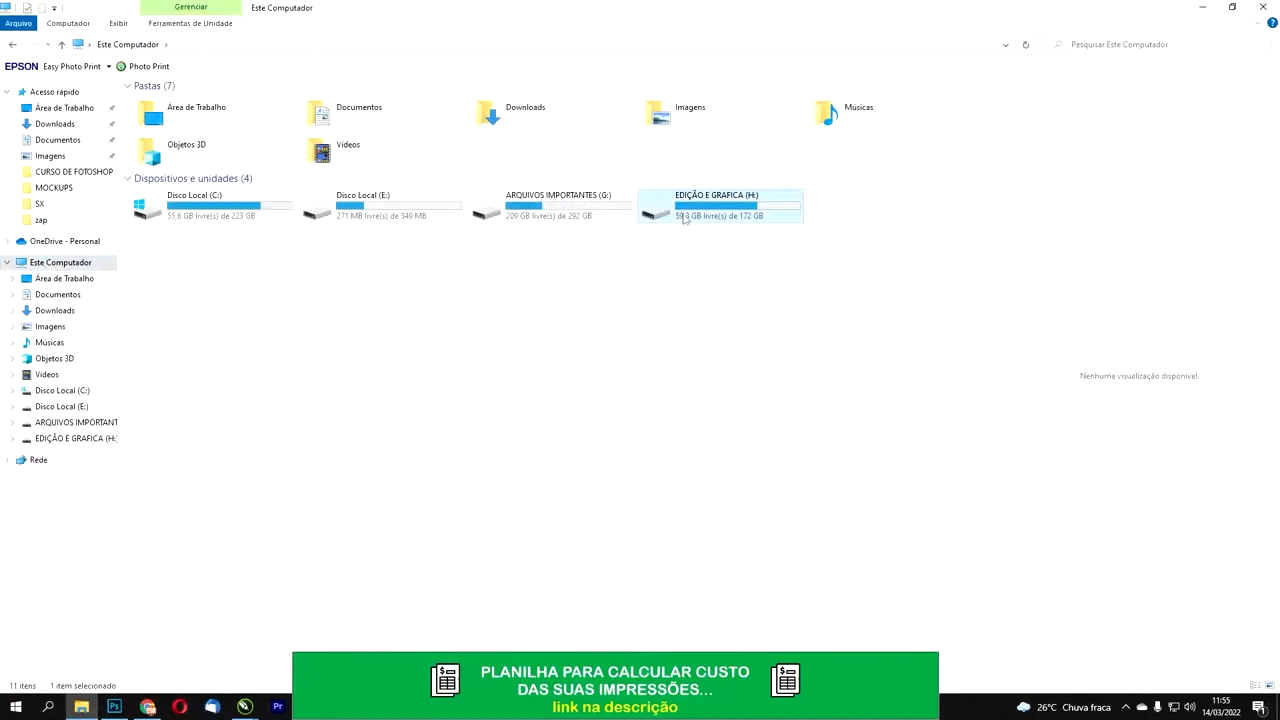 Gerenciar
Este Computador
Arquivo
Computador
Exibir
Ferramentas de Unidade
Este Computador
Pesquisar Este Computador
EPSON Easy Photo Print Photo Print
Acesso rápido
Área de Trabalho
Downloads
Documentos
Imagens
CURSO DE FOTOSHOP
MOCKUPS
SX
zap
OneDrive - Personal
Este Computador
Área de Trabalho
Documentos
Downloads
Imagens
Músicas
Objetos 3D
Vídeos
Disco Local (C:)
Disco Local (E:)
ARQUIVOS IMPORTANT
EDIÇÃO E GRAFICA (H:)
Rede
Pastas (7)
Área de Trabalho
Documentos
Downloads
Imagens
Músicas
Objetos 3D
Vídeos
Dispositivos e unidades (4)
Disco Local (C:)
55,6 GB livre(s) de 223 GB
Disco Local (E:)
271 MB livre(s) de 349 MB
ARQUIVOS IMPORTANTES (G:)
209 GB livre(s) de 292 GB
EDIÇÃO E GRAFICA (H:)
GB livre(s) de 172 GB
Nenhuma visualização disponível.
11 itens
1 item selecionado
PLANILHA PARA CALCULAR CUSTO
DAS SUAS IMPRESSÕES...
link na descrição
Ps
Pr
26°C Chuva fraca
11:55
14/03/2022
1